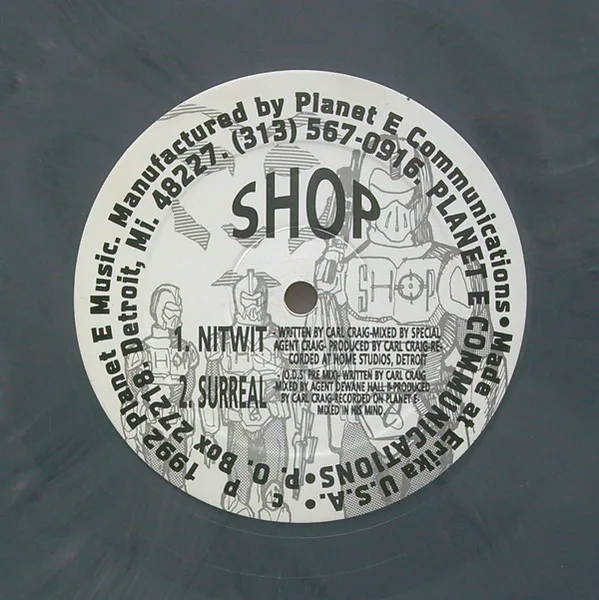 P 1992 Planet E Music. Manufactured by Planet E Communications • Made at Erika U.S.A. •
c P. O. Box 27218. Detroit, Mi. 48227. (313) 567-0916. PLANET E COMMUNICATIONS •
SHOP
SHOP
1. NITWIT - WRITTEN BY CARL CRAIG-MIXED BY SPECIAL
AGENT CRAIG- PRODUCED BY CARL CRAIG-RE-
CORDED AT HOME STUDIOS, DETROIT
2. SURREAL (O.D.S' PRE MIX)- WRITTEN BY CARL CRAIG
-MIXED BY AGENT DEWANE HALL II-PRODUCED
BY CARL CRAIG-RECORDED ON PLANET E-
MIXED IN HIS MIND.